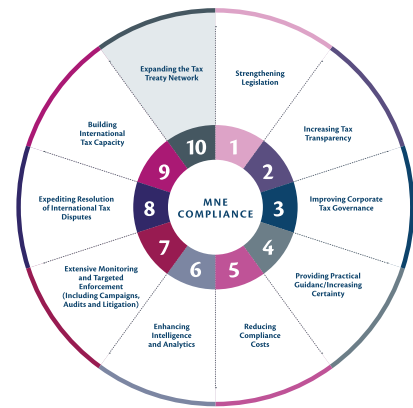 Expanding the Tax
Treaty Network
Strengthening
Legislation
Building
International
Tax Capacity
Increasing Tax
Transparency
10
1
9
2
Expediting Resolution
of International Tax
Disputes
8
MNE
COMPLIANCE
3
Improving Corporate
Tax Governance
7
4
6
5
Extensive Monitoring
and Targeted
Enforcement
(Including Campaigns,
Audits and Litigation)
Providing Practical
Guidanc/Increasing
Certainty
Enhancing
Intelligence
and Analytics
Reducing
Compliance
Costs